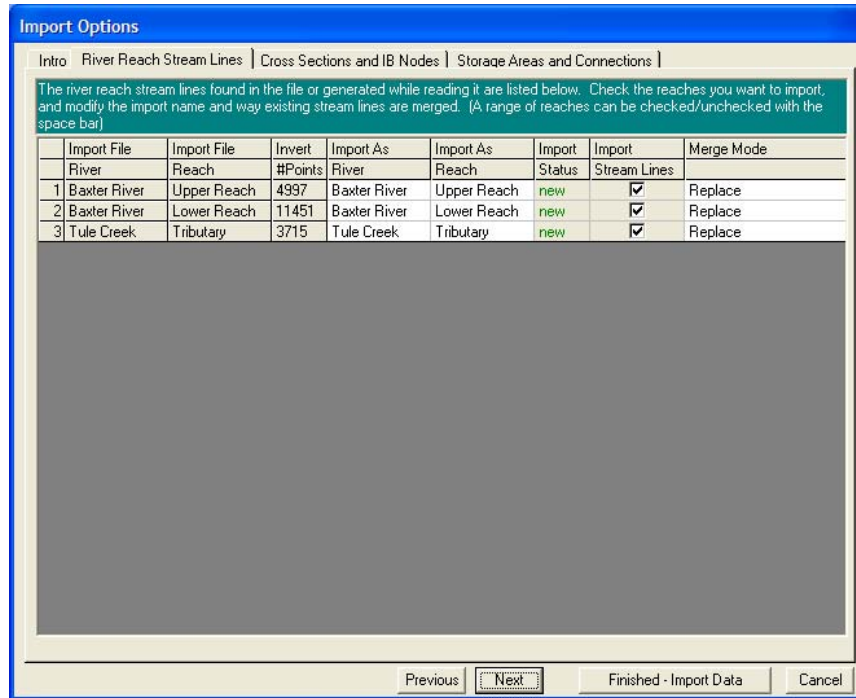 Import Options
Intro River Reach Stream Lines Cross Sections and IB Nodes Storage Areas and Connections
The river reach stream lines found in the file or generated while reading it are listed below. Check the reaches you want to import,
and modify the import name and way existing stream lines are merged. (A range of reaches can be checked/unchecked with the
space bar)
Import File Import File Invert Import As Import As Import Import Merge Mode
River Reach #Points River Reach Status Stream Lines
1 Baxter River Upper Reach 4997 Baxter River Upper Reach new Replace
2 Baxter River Lower Reach 11451 Baxter River Lower Reach new Replace
3 Tule Creek Tributary 3715 Tule Creek Tributary new Replace
Previous Next Finished - Import Data Cancel